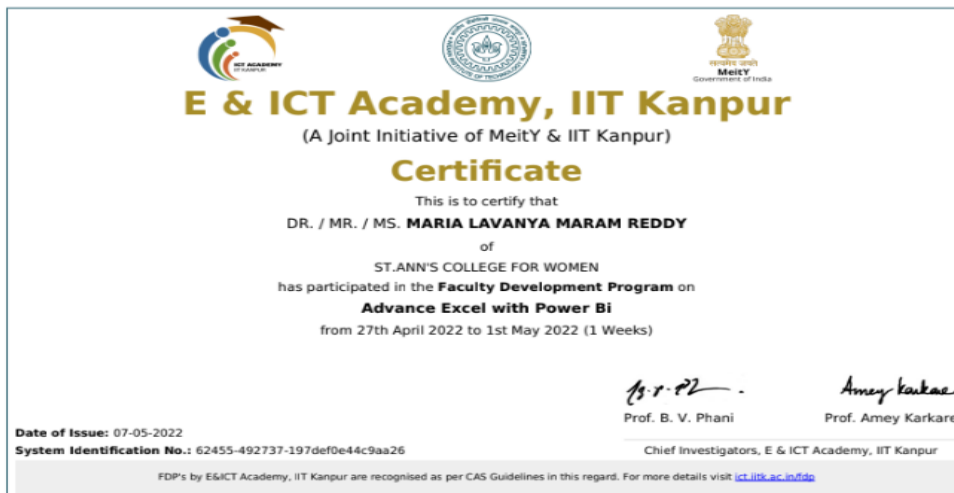 ICT ACADEMY
IIT KANPUR
सत्यमेव जयते
MeitY
Government of India
E & ICT Academy, IIT Kanpur
(A Joint Initiative of MeitY & IIT Kanpur)
Certificate
This is to certify that
DR. / MR. / MS. MARIA LAVANYA MARAM REDDY
of
ST.ANN'S COLLEGE FOR WOMEN
has participated in the Faculty Development Program on
Advance Excel with Power Bi
from 27th April 2022 to 1st May 2022 (1 Weeks)
Amey Karkare
Prof. B. V. Phani Prof. Amey Karkare
Date of Issue: 07-05-2022
System Identification No.: 62455-492737-197def0e44c9aa26
Chief Investigators, E & ICT Academy, IIT Kanpur
FDP's by E&ICT Academy, IIT Kanpur are recognised as per CAS Guidelines in this regard. For more details visit ict.iitk.ac.in/fdp